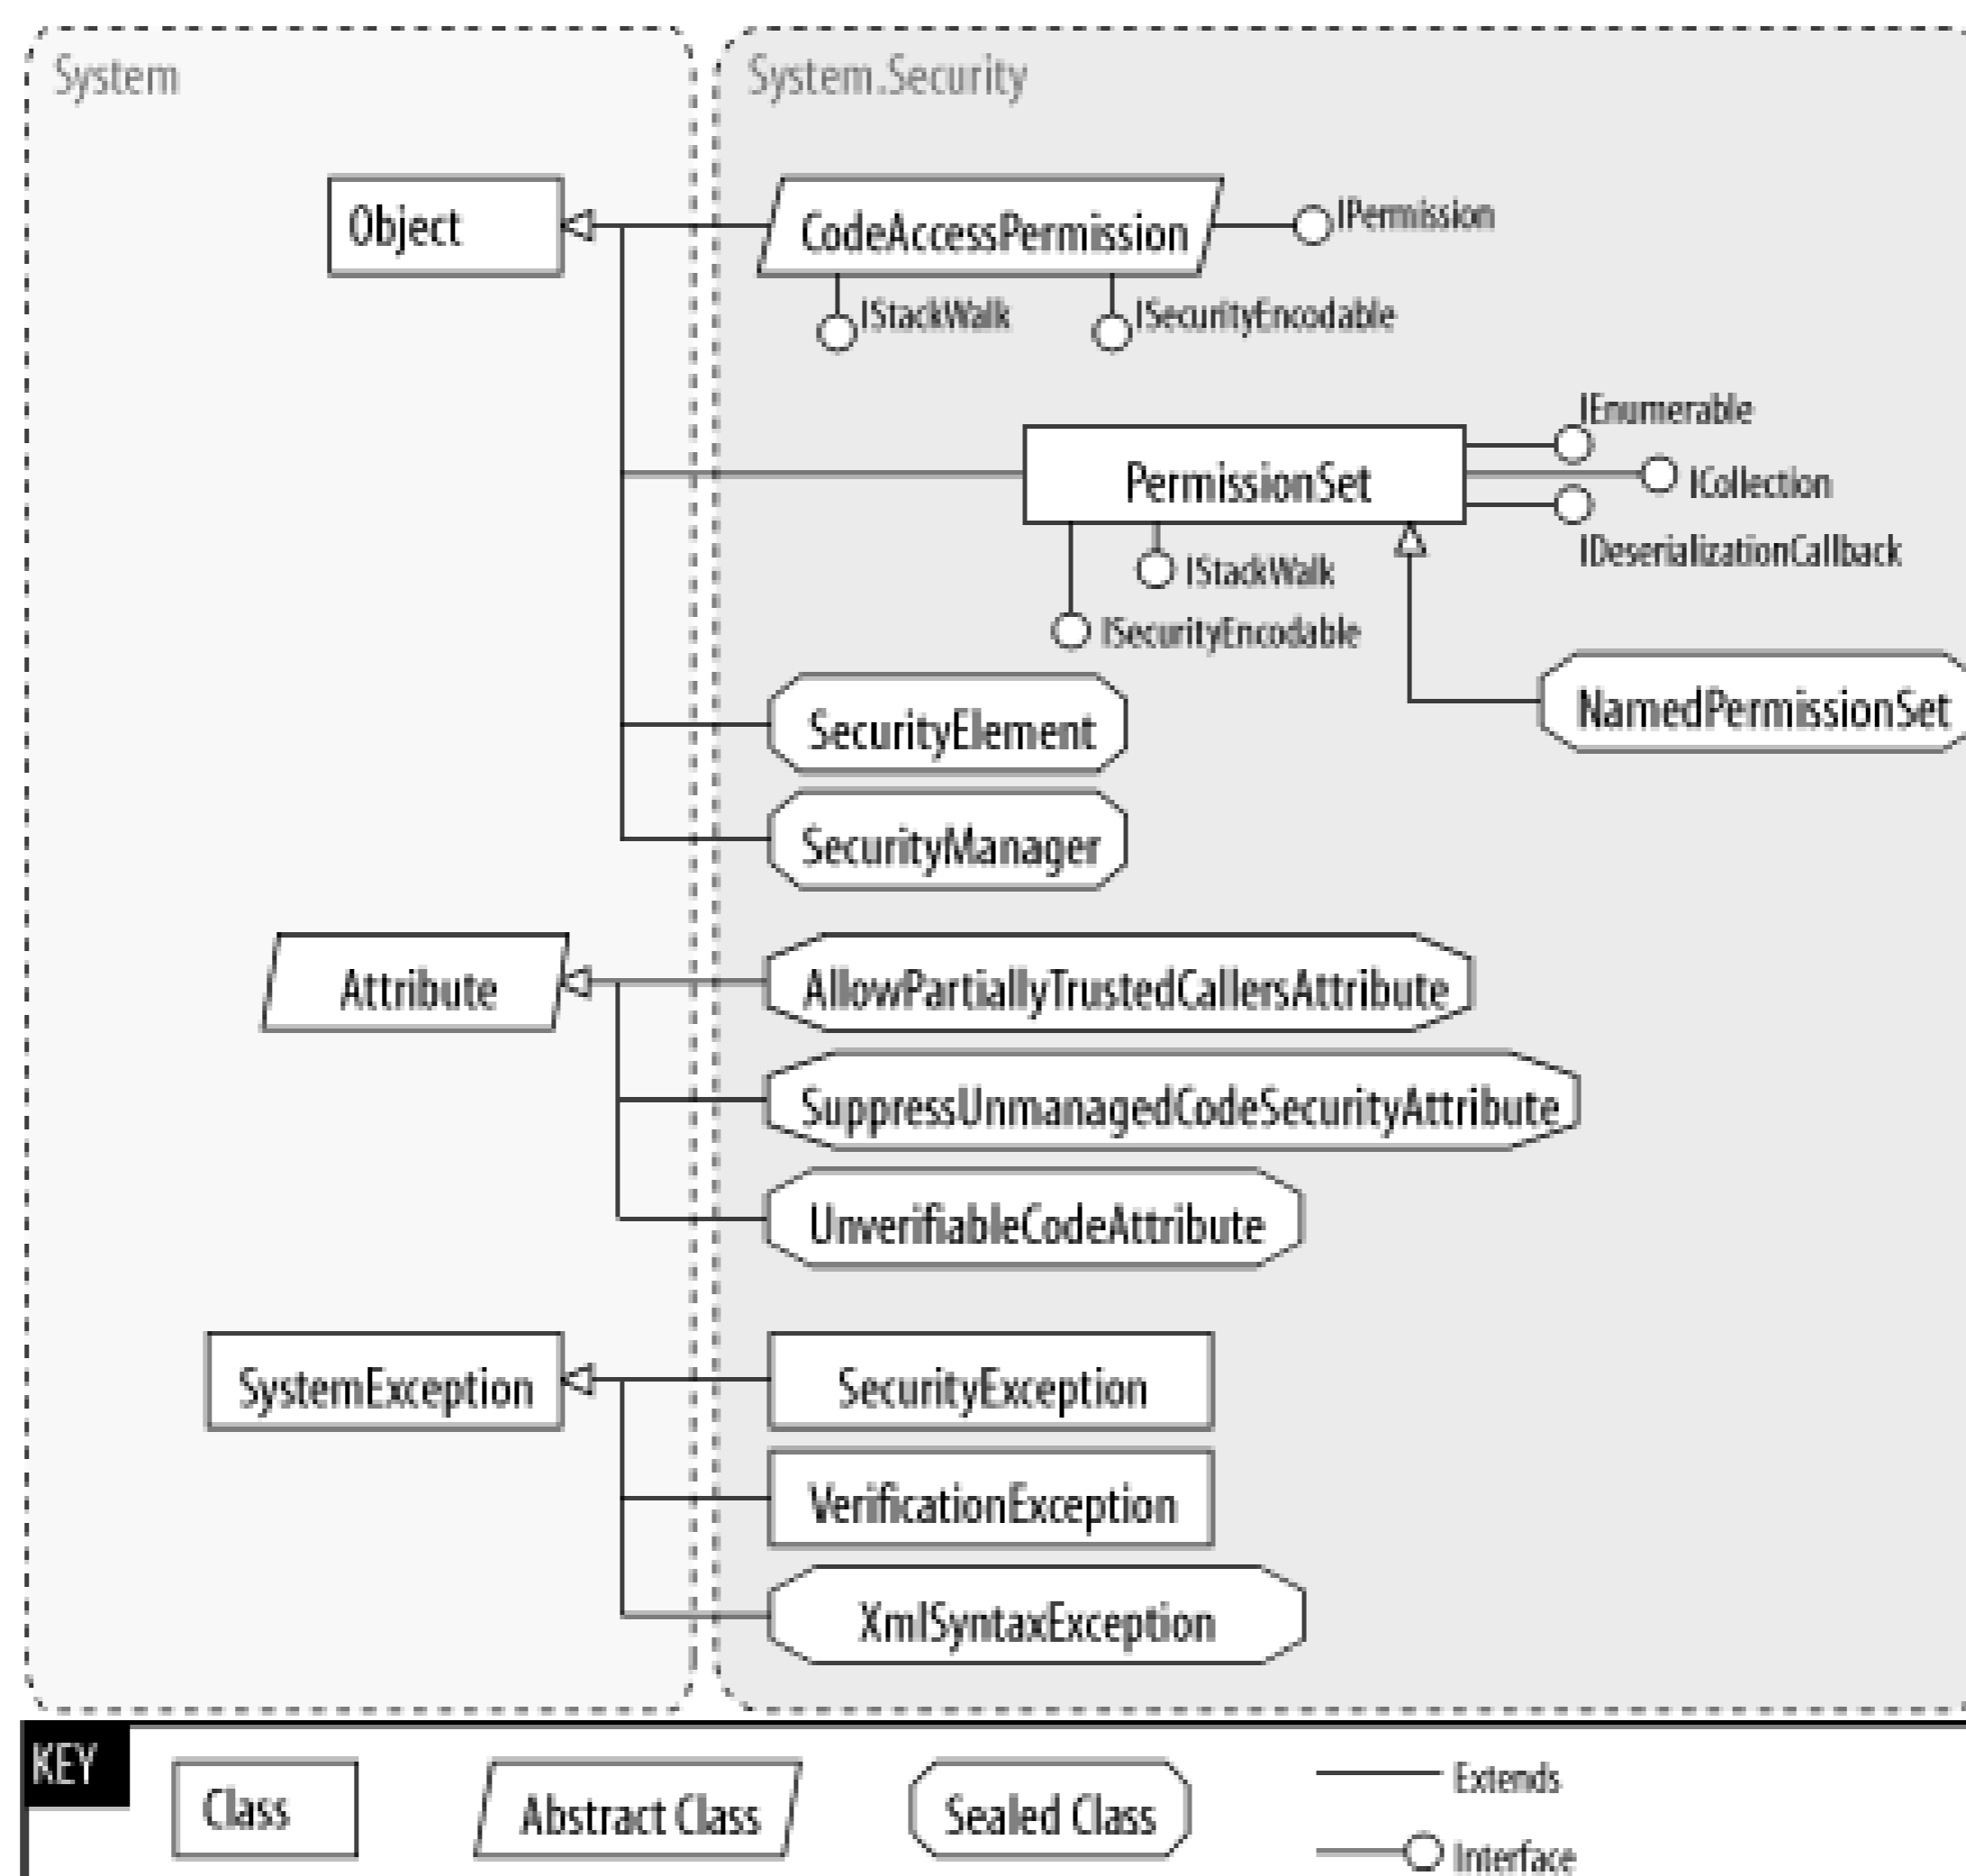 System
System.Security
Object
CodeAccessPermission
IPermission
IStackWalk
ISecurityEncodable
IEnumerable
PermissionSet
ICollection
IDeserializationCallback
IStackWalk
ISecurityEncodable
NamedPermissionSet
SecurityElement
SecurityManager
Attribute
AllowPartiallyTrustedCallersAttribute
SuppressUnmanagedCodeSecurityAttribute
UnverifiableCodeAttribute
SystemException
SecurityException
VerificationException
XmlSyntaxException
KEY
Class
Abstract Class
Sealed Class
Extends
Interface